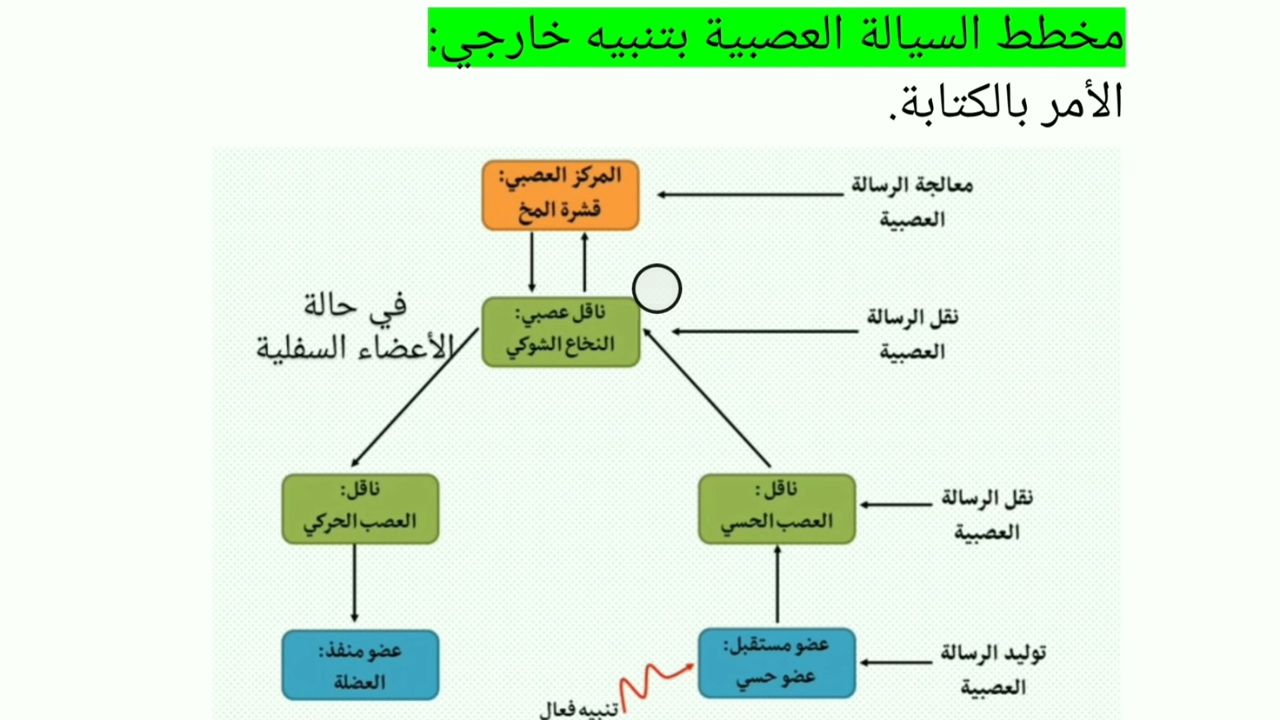 مخطط السيالة العصبية بتنبيه خارجي:
الأمر بالكتابة.
المركز العصبي:
قشرة المخ
معالجة الرسالة
العصبية
في حالة
الأعضاء السفلية
ناقل عصبي:
النخاع الشوكي
نقل الرسالة
العصبية
ناقل:
العصب الحركي
ناقل :
العصب الحسي
نقل الرسالة
العصبية
عضو منفذ:
العضلة
عضو مستقبل:
عضو حسي
توليد الرسالة
العصبية
تنبيه فعال